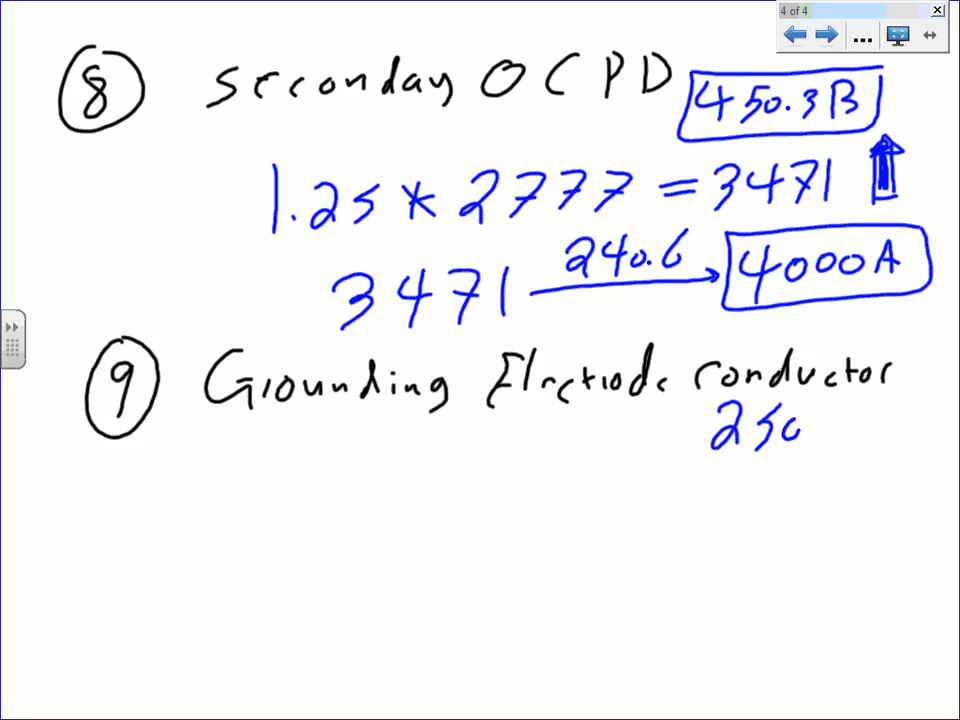 4 of 4
8 Seconday OCPD 450.3B
1.25 * 2777 = 3471
3471 240.6 4000A
9 Grounding Electrode conductor
250